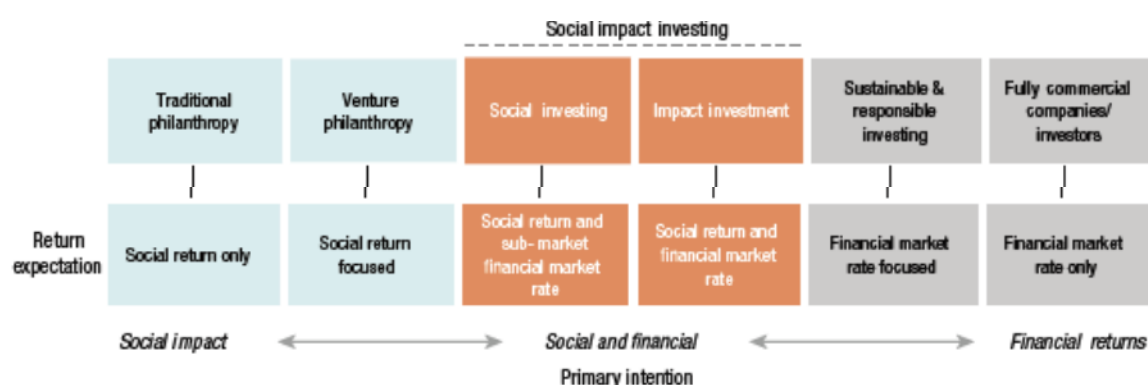 Social impact investing
Traditional
philanthropy
Venture
philanthropy
Social investing
Impact investment
Sustainable &
responsible
investing
Fully commercial
companies/
investors
Return
expectation
Social return only
Social return
focused
Social return and
sub- market
financial market
rate
Social return and
financial market
rate
Financial market
rate focused
Financial market
rate only
Social impact
Social and financial
Financial returns
Primary intention